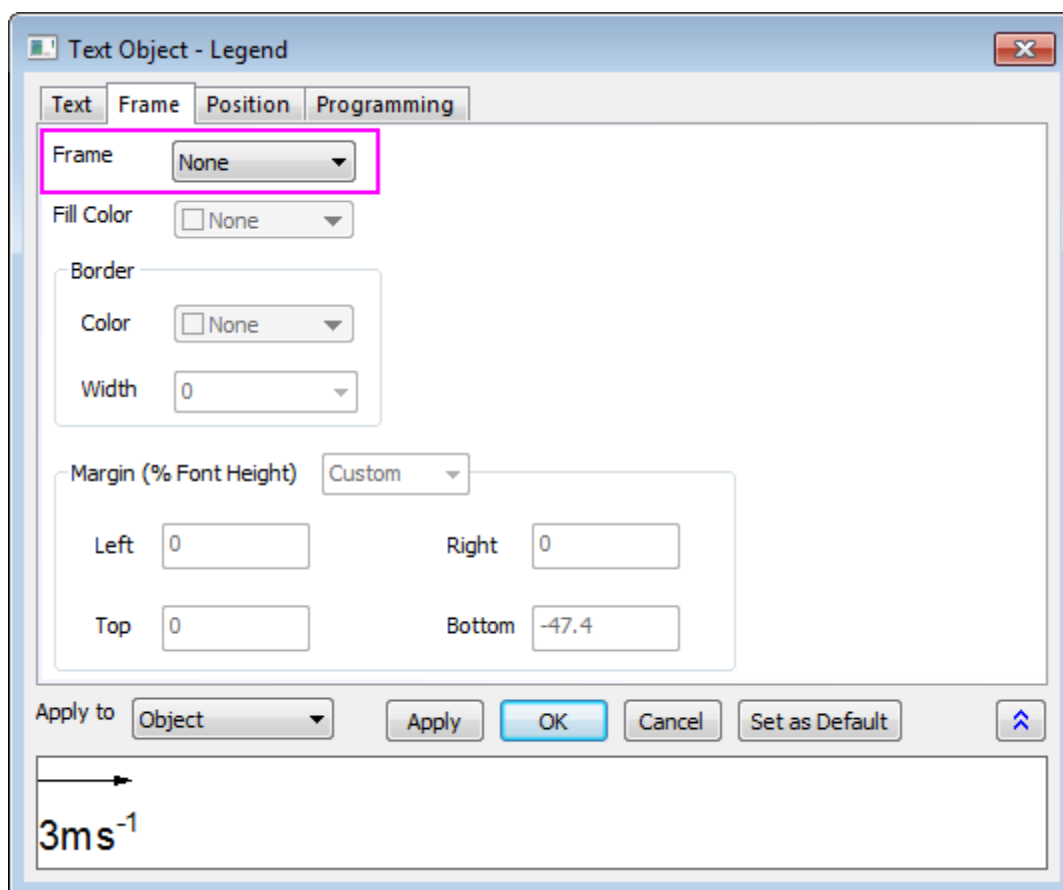 Text Object - Legend
Text Frame Position Programming
Frame None
Fill Color None
Border
Color None
Width 0
Margin (% Font Height) Custom
Left 0 Right 0
Top 0 Bottom -47.4
Apply to Object Apply OK Cancel Set as Default
3ms⁻¹